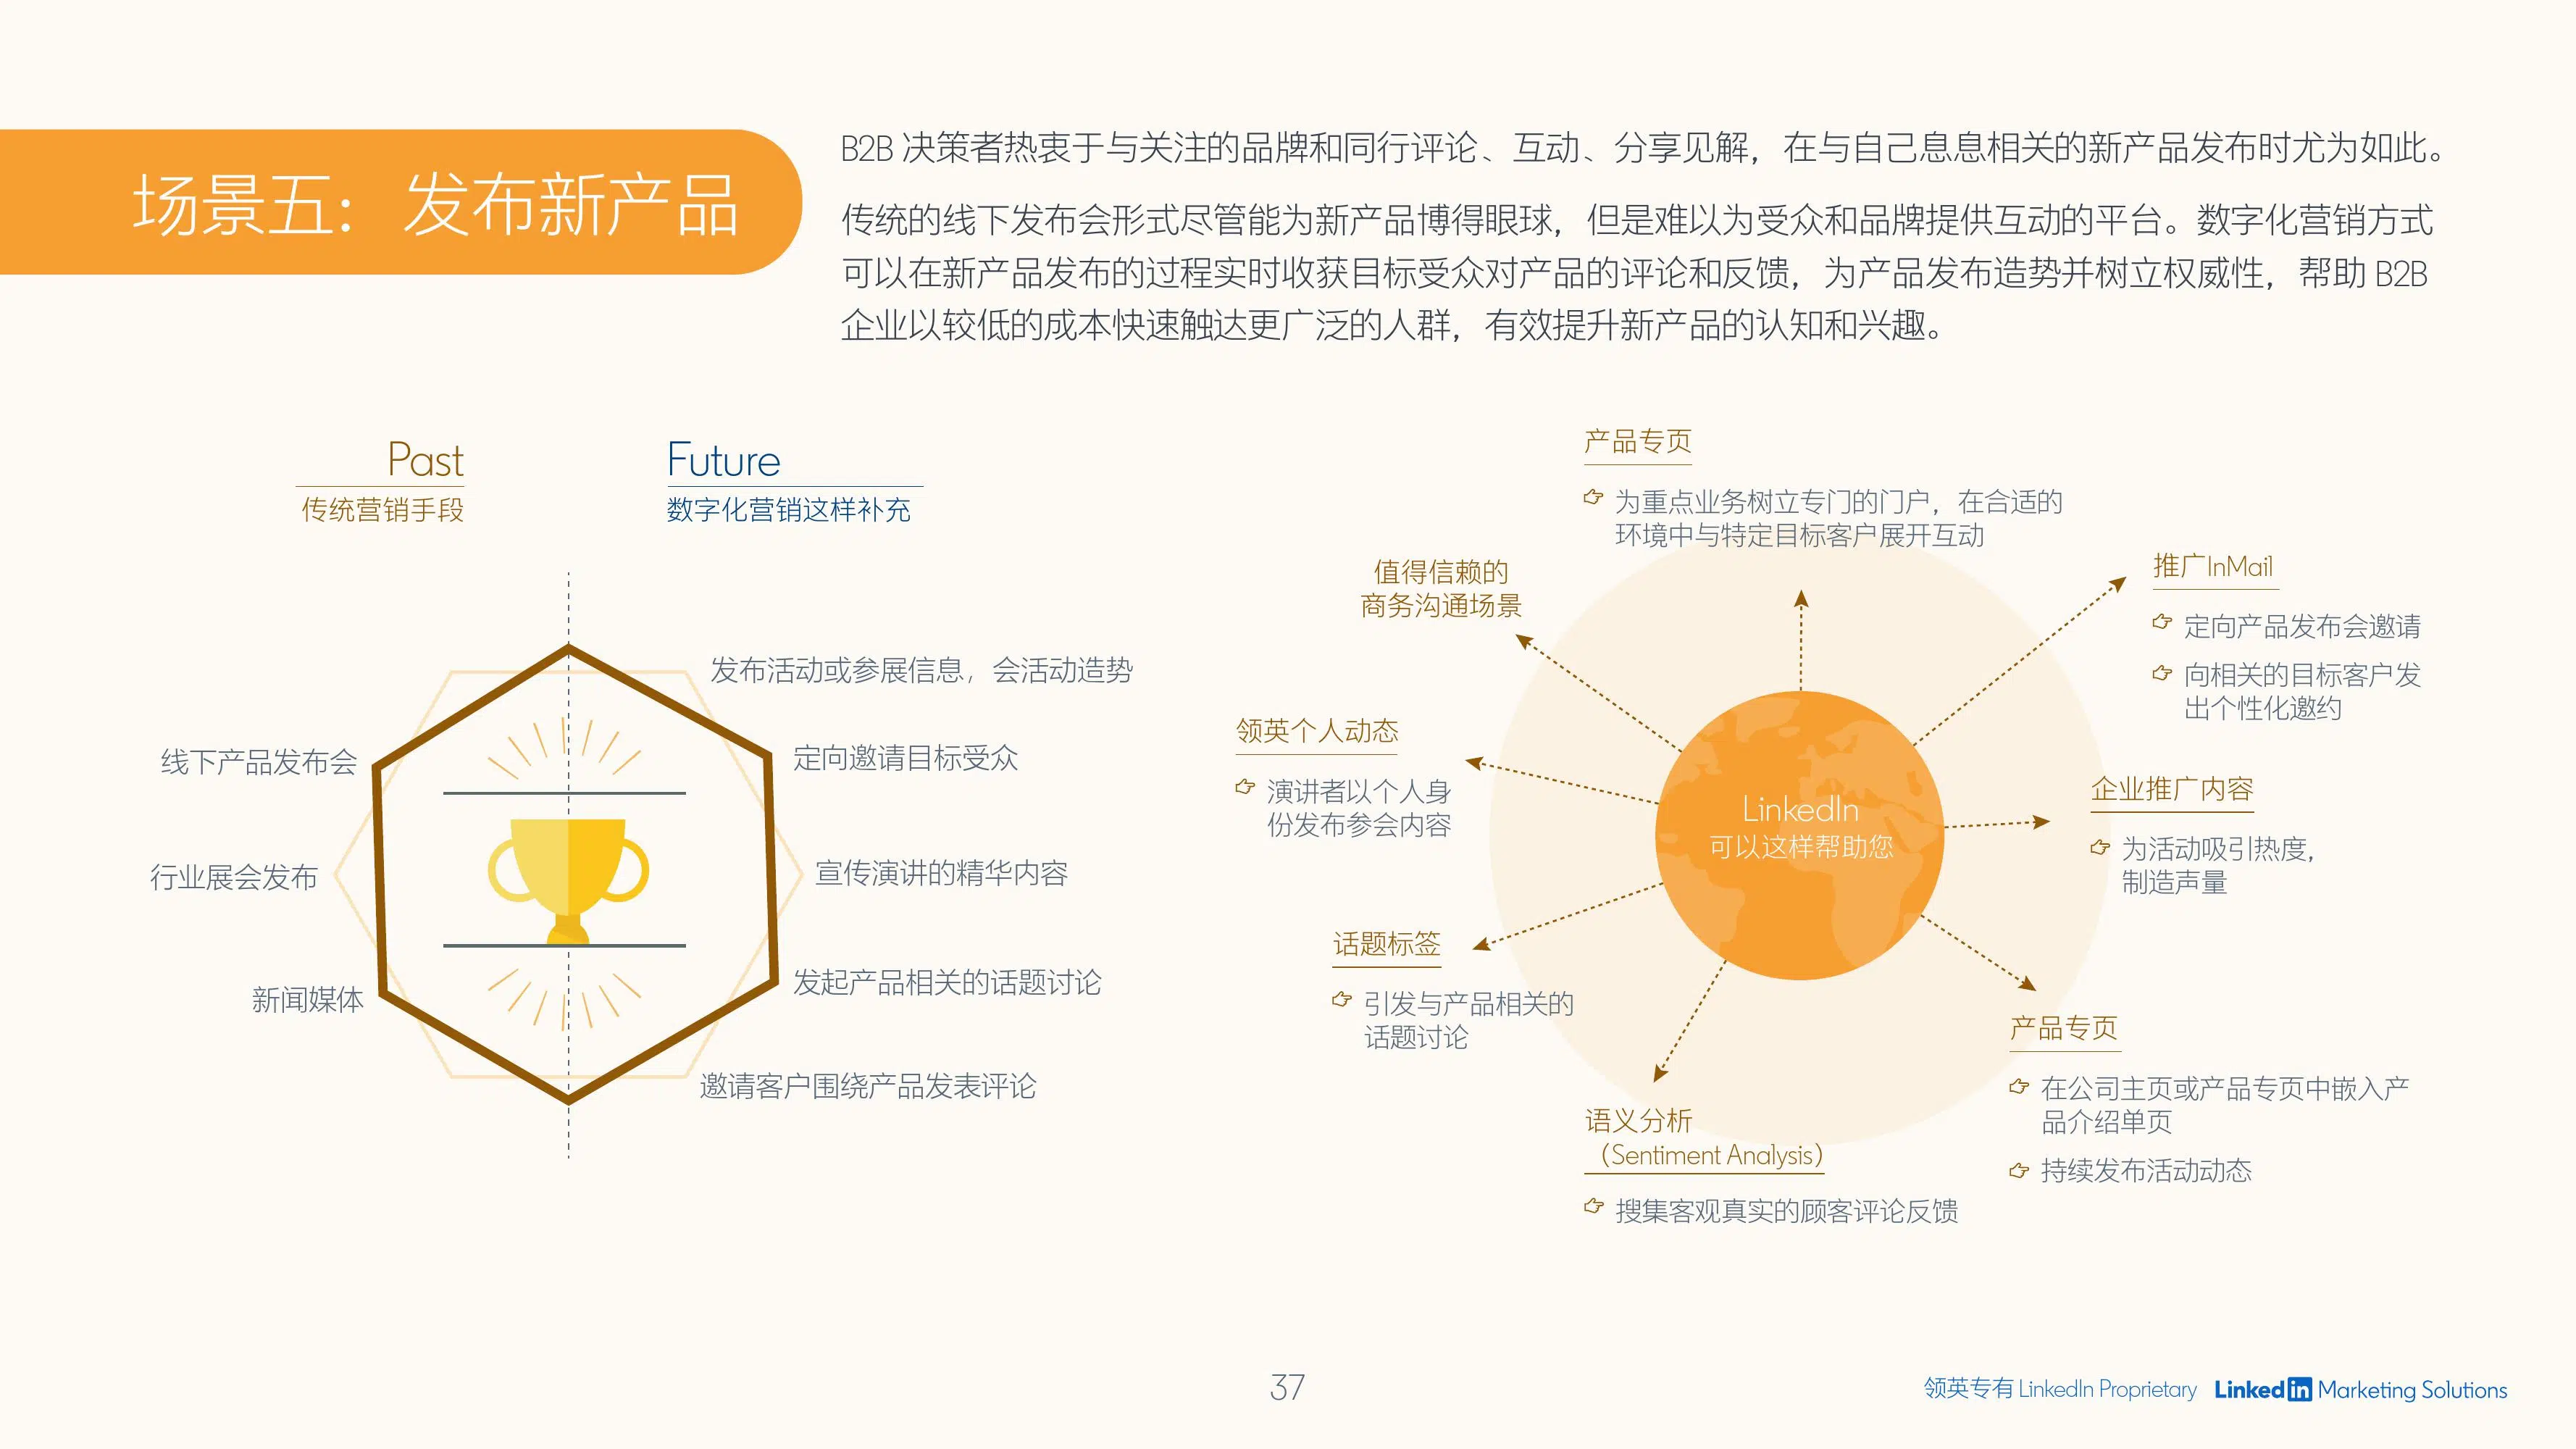 场景五：发布新产品
B2B 决策者热衷于与关注的品牌和同行评论、互动、分享见解，在与自己息息相关的新产品发布时尤为如此。
传统的线下发布会形式尽管能为新产品博得眼球，但是难以为受众和品牌提供互动的平台。数字化营销方式
可以在新产品发布的过程实时收获目标受众对产品的评论和反馈，为产品发布造势并树立权威性，帮助 B2B
企业以较低的成本快速触达更广泛的人群，有效提升新产品的认知和兴趣。
Past
传统营销手段
Future
数字化营销这样补充
线下产品发布会
行业展会发布
新闻媒体
发布活动或参展信息，会活动造势
定向邀请目标受众
宣传演讲的精华内容
发起产品相关的话题讨论
邀请客户围绕产品发表评论
产品专页
为重点业务树立专门的门户，在合适的
环境中与特定目标客户展开互动
值得信赖的
商务沟通场景
推广InMail
定向产品发布会邀请
向相关的目标客户发
出个性化邀约
领英个人动态
演讲者以个人身
份发布参会内容
LinkedIn
可以这样帮助您
企业推广内容
为活动吸引热度，
制造声量
话题标签
引发与产品相关的
话题讨论
产品专页
在公司主页或产品专页中嵌入产
品介绍单页
持续发布活动动态
语义分析
（Sentiment Analysis）
搜集客观真实的顾客评论反馈
37
领英专有 LinkedIn Proprietary LinkedIn Marketing Solutions